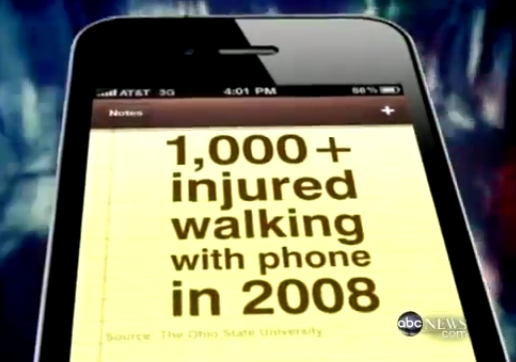 AT&T 3G 4:01 PM 66%
Notes +
1,000+
injured
walking
with phone
in 2008
Source: The Ohio State University
abc NEWS
.com